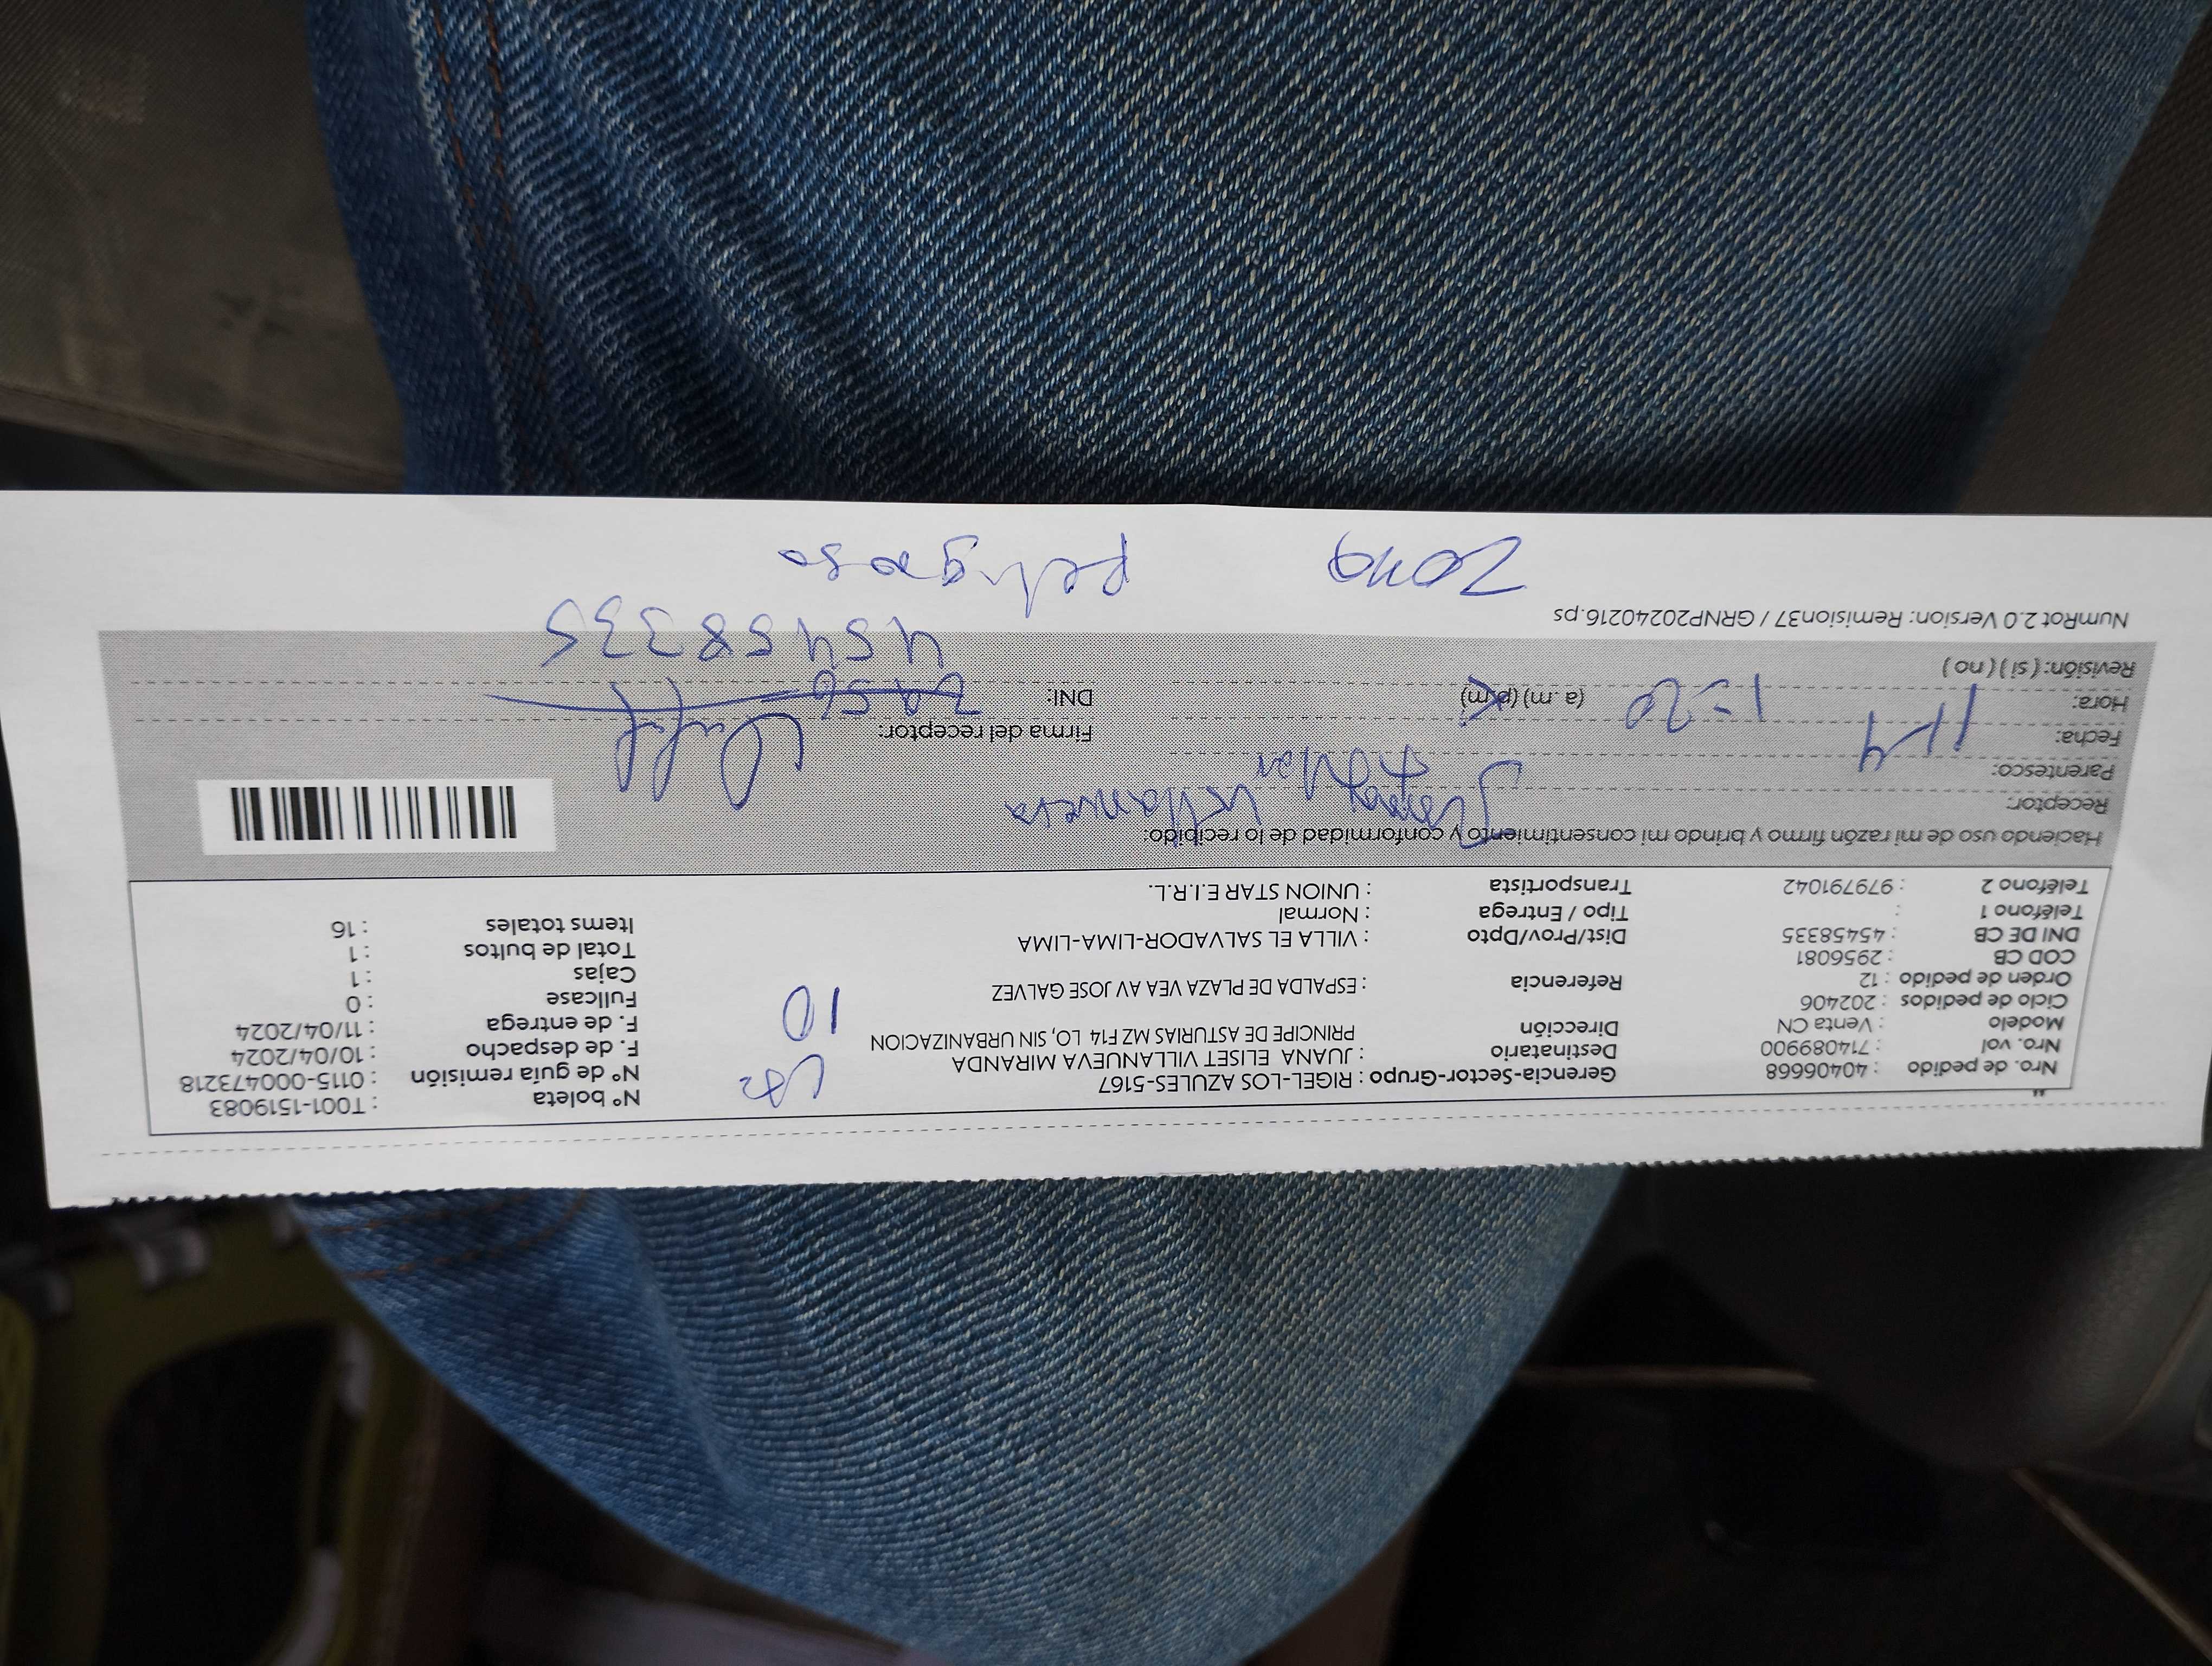 Nro. de pedido : 40406668 Gerencia-Sector-Grupo : RIGEL-LOS AZULES-5167 N° boleta : T001-1519083
Nro. vol : 714089900 Destinatario : JUANA ELISET VILLANUEVA MIRANDA N° de guía remisión : 0115-000473218
Modelo : Venta CN Dirección PRINCIPE DE ASTURIAS MZ F14 LO, SIN URBANIZACION F. de despacho : 10/04/2024
Ciclo de pedidos : 202406 10 F. de entrega : 11/04/2024
Orden de pedido : 12 Referencia : ESPALDA DE PLAZA VEA AV JOSE GALVEZ Fullcase : 0
COD CB : 2956081 Cajas : 1
DNI DE CB : 45458335 Dist/Prov/Dpto : VILLA EL SALVADOR-LIMA-LIMA Total de bultos : 1
Teléfono 1 : Tipo / Entrega : Normal Items totales : 16
Teléfono 2 : 979791042 Transportista : UNION STAR E.I.R.L.
Haciendo uso de mi razón firmo y brindo mi consentimiento y conformidad de lo recibido:
Receptor: Villanueva
Parentesco: titular
Fecha: 11-4 Firma del receptor:
Hora: 1=20 (a .m) (p.m) DNI:
Revisión: ( si ) ( no ) 45458335
NumRot 2.0 Version: Remision37 / GRNP20240216.ps
Zona peligrosa